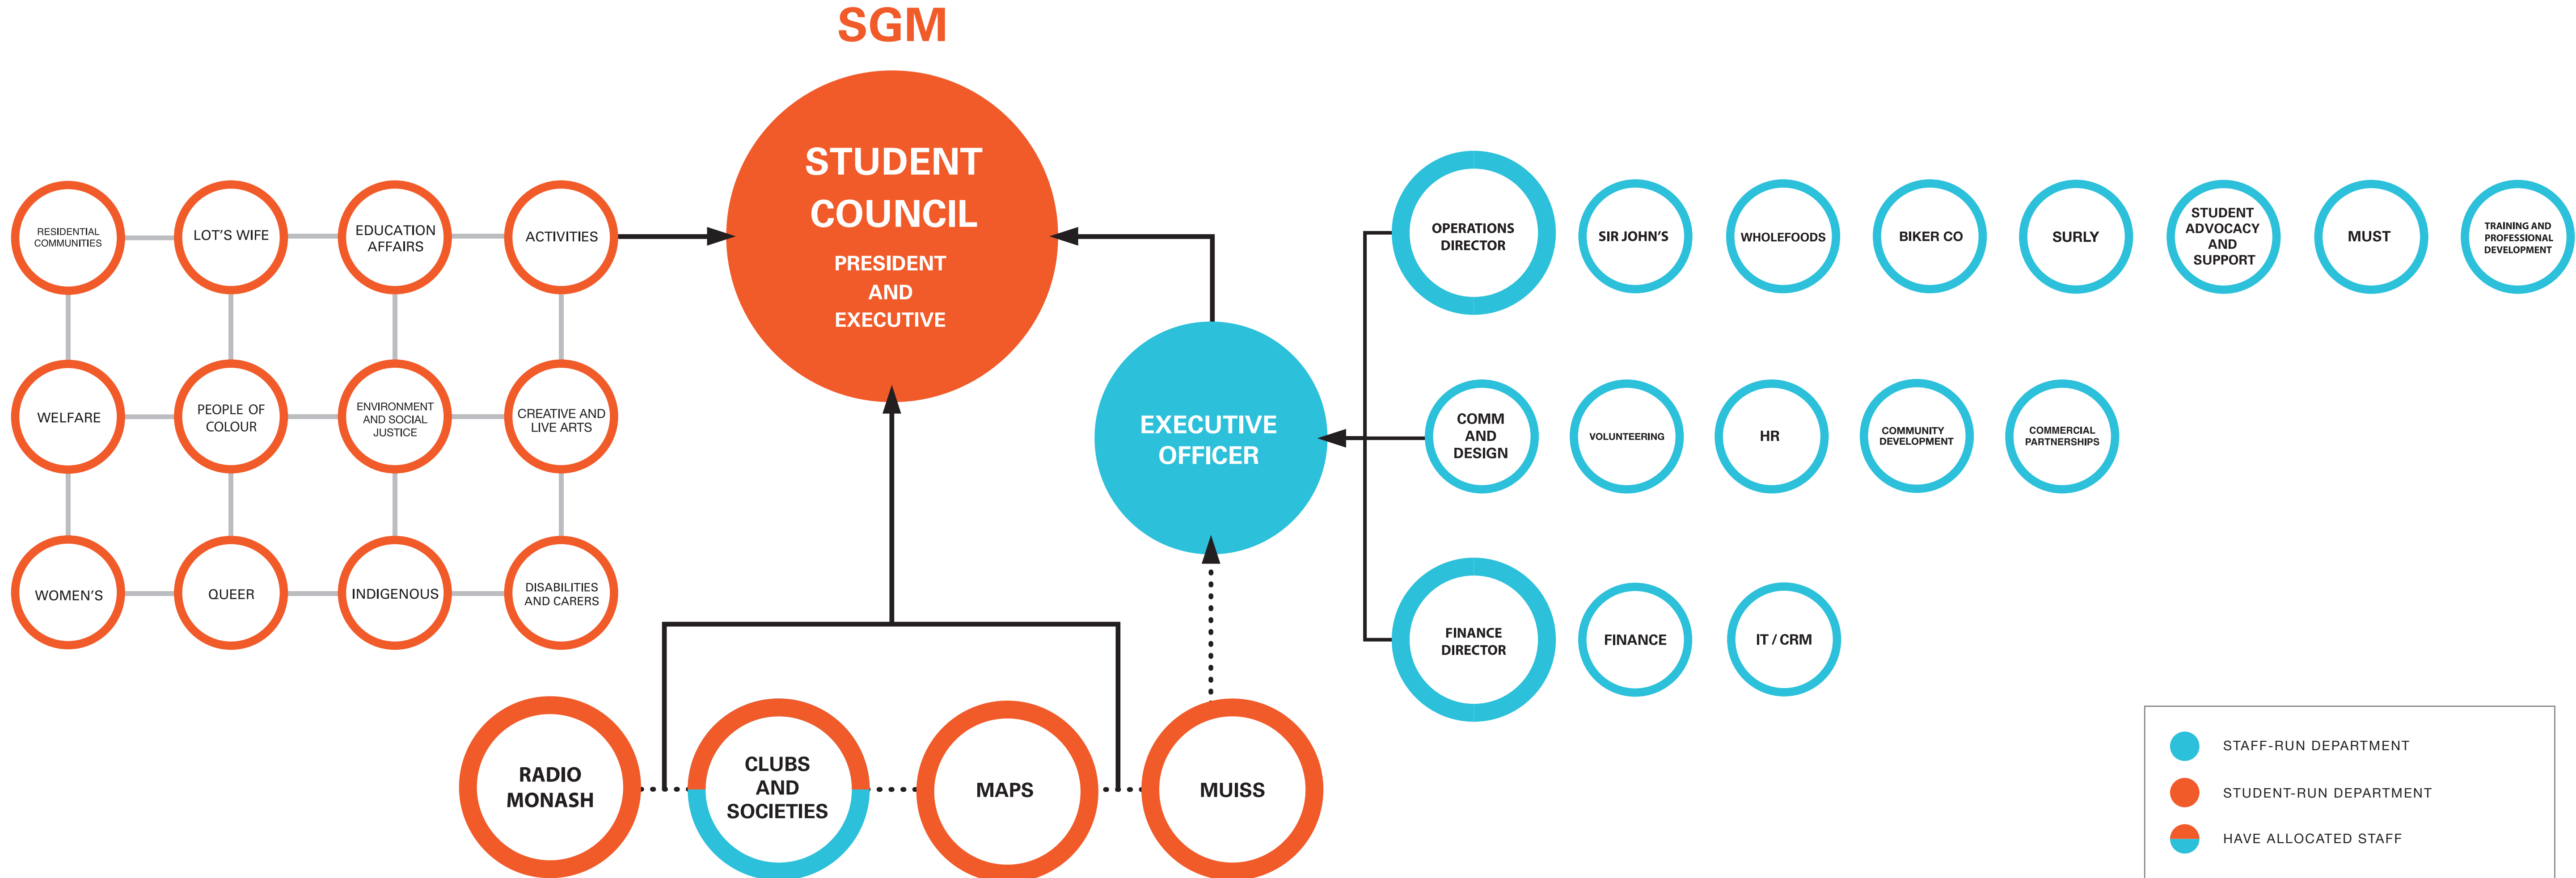 SGM
STUDENT
COUNCIL
PRESIDENT
AND
EXECUTIVE
RESIDENTIAL
COMMUNITIES
LOT'S WIFE
EDUCATION
AFFAIRS
ACTIVITIES
WELFARE
PEOPLE OF
COLOUR
ENVIRONMENT
AND SOCIAL
JUSTICE
CREATIVE AND
LIVE ARTS
WOMEN'S
QUEER
INDIGENOUS
DISABILITIES
AND CARERS
EXECUTIVE
OFFICER
OPERATIONS
DIRECTOR
SIR JOHN'S
WHOLEFOODS
BIKER CO
SURLY
STUDENT
ADVOCACY
AND
SUPPORT
MUST
TRAINING AND
PROFESSIONAL
DEVELOPMENT
COMM
AND
DESIGN
VOLUNTEERING
HR
COMMUNITY
DEVELOPMENT
COMMERCIAL
PARTNERSHIPS
FINANCE
DIRECTOR
FINANCE
IT / CRM
RADIO
MONASH
CLUBS
AND
SOCIETIES
MAPS
MUISS
STAFF-RUN DEPARTMENT
STUDENT-RUN DEPARTMENT
HAVE ALLOCATED STAFF